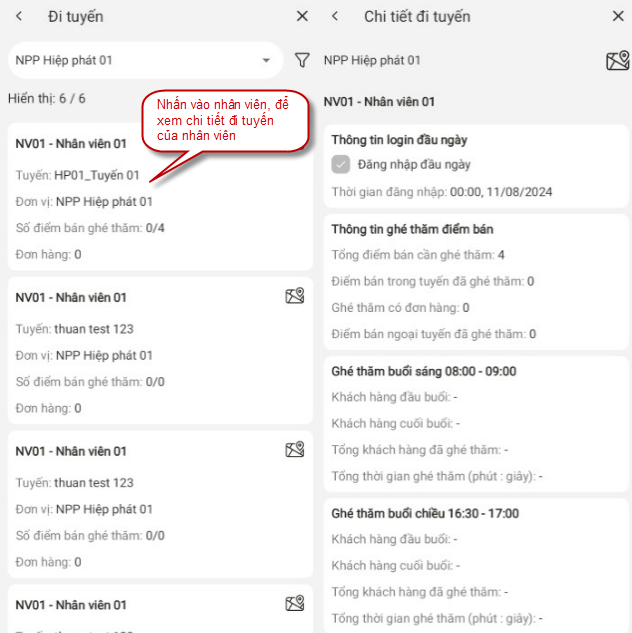 Đi tuyến
NPP Hiệp phát 01
Hiển thị: 6 / 6
Nhấn vào nhân viên, để
xem chi tiết đi tuyến
của nhân viên
NV01 - Nhân viên 01
Tuyến: HP01_Tuyến 01
Đơn vị: NPP Hiệp phát 01
Số điểm bán ghé thăm: 0/4
Đơn hàng: 0
NV01 - Nhân viên 01
Tuyến: thuan test 123
Đơn vị: NPP Hiệp phát 01
Số điểm bán ghé thăm: 0/0
Đơn hàng: 0
NV01 - Nhân viên 01
Tuyến: thuan test 123
Đơn vị: NPP Hiệp phát 01
Số điểm bán ghé thăm: 0/0
Đơn hàng: 0
NV01 - Nhân viên 01
Chi tiết đi tuyến
NPP Hiệp phát 01
NV01 - Nhân viên 01
Thông tin login đầu ngày
Đăng nhập đầu ngày
Thời gian đăng nhập: 00:00, 11/08/2024
Thông tin ghé thăm điểm bán
Tổng điểm bán cần ghé thăm: 4
Điểm bán trong tuyến đã ghé thăm: 0
Ghé thăm có đơn hàng: 0
Điểm bán ngoại tuyến đã ghé thăm: 0
Ghé thăm buổi sáng 08:00 - 09:00
Khách hàng đầu buổi: -
Khách hàng cuối buổi: -
Tổng khách hàng đã ghé thăm: -
Tổng thời gian ghé thăm (phút : giây): -
Ghé thăm buổi chiều 16:30 - 17:00
Khách hàng đầu buổi: -
Khách hàng cuối buổi: -
Tổng khách hàng đã ghé thăm: -
Tổng thời gian ghé thăm (phút : giây): -